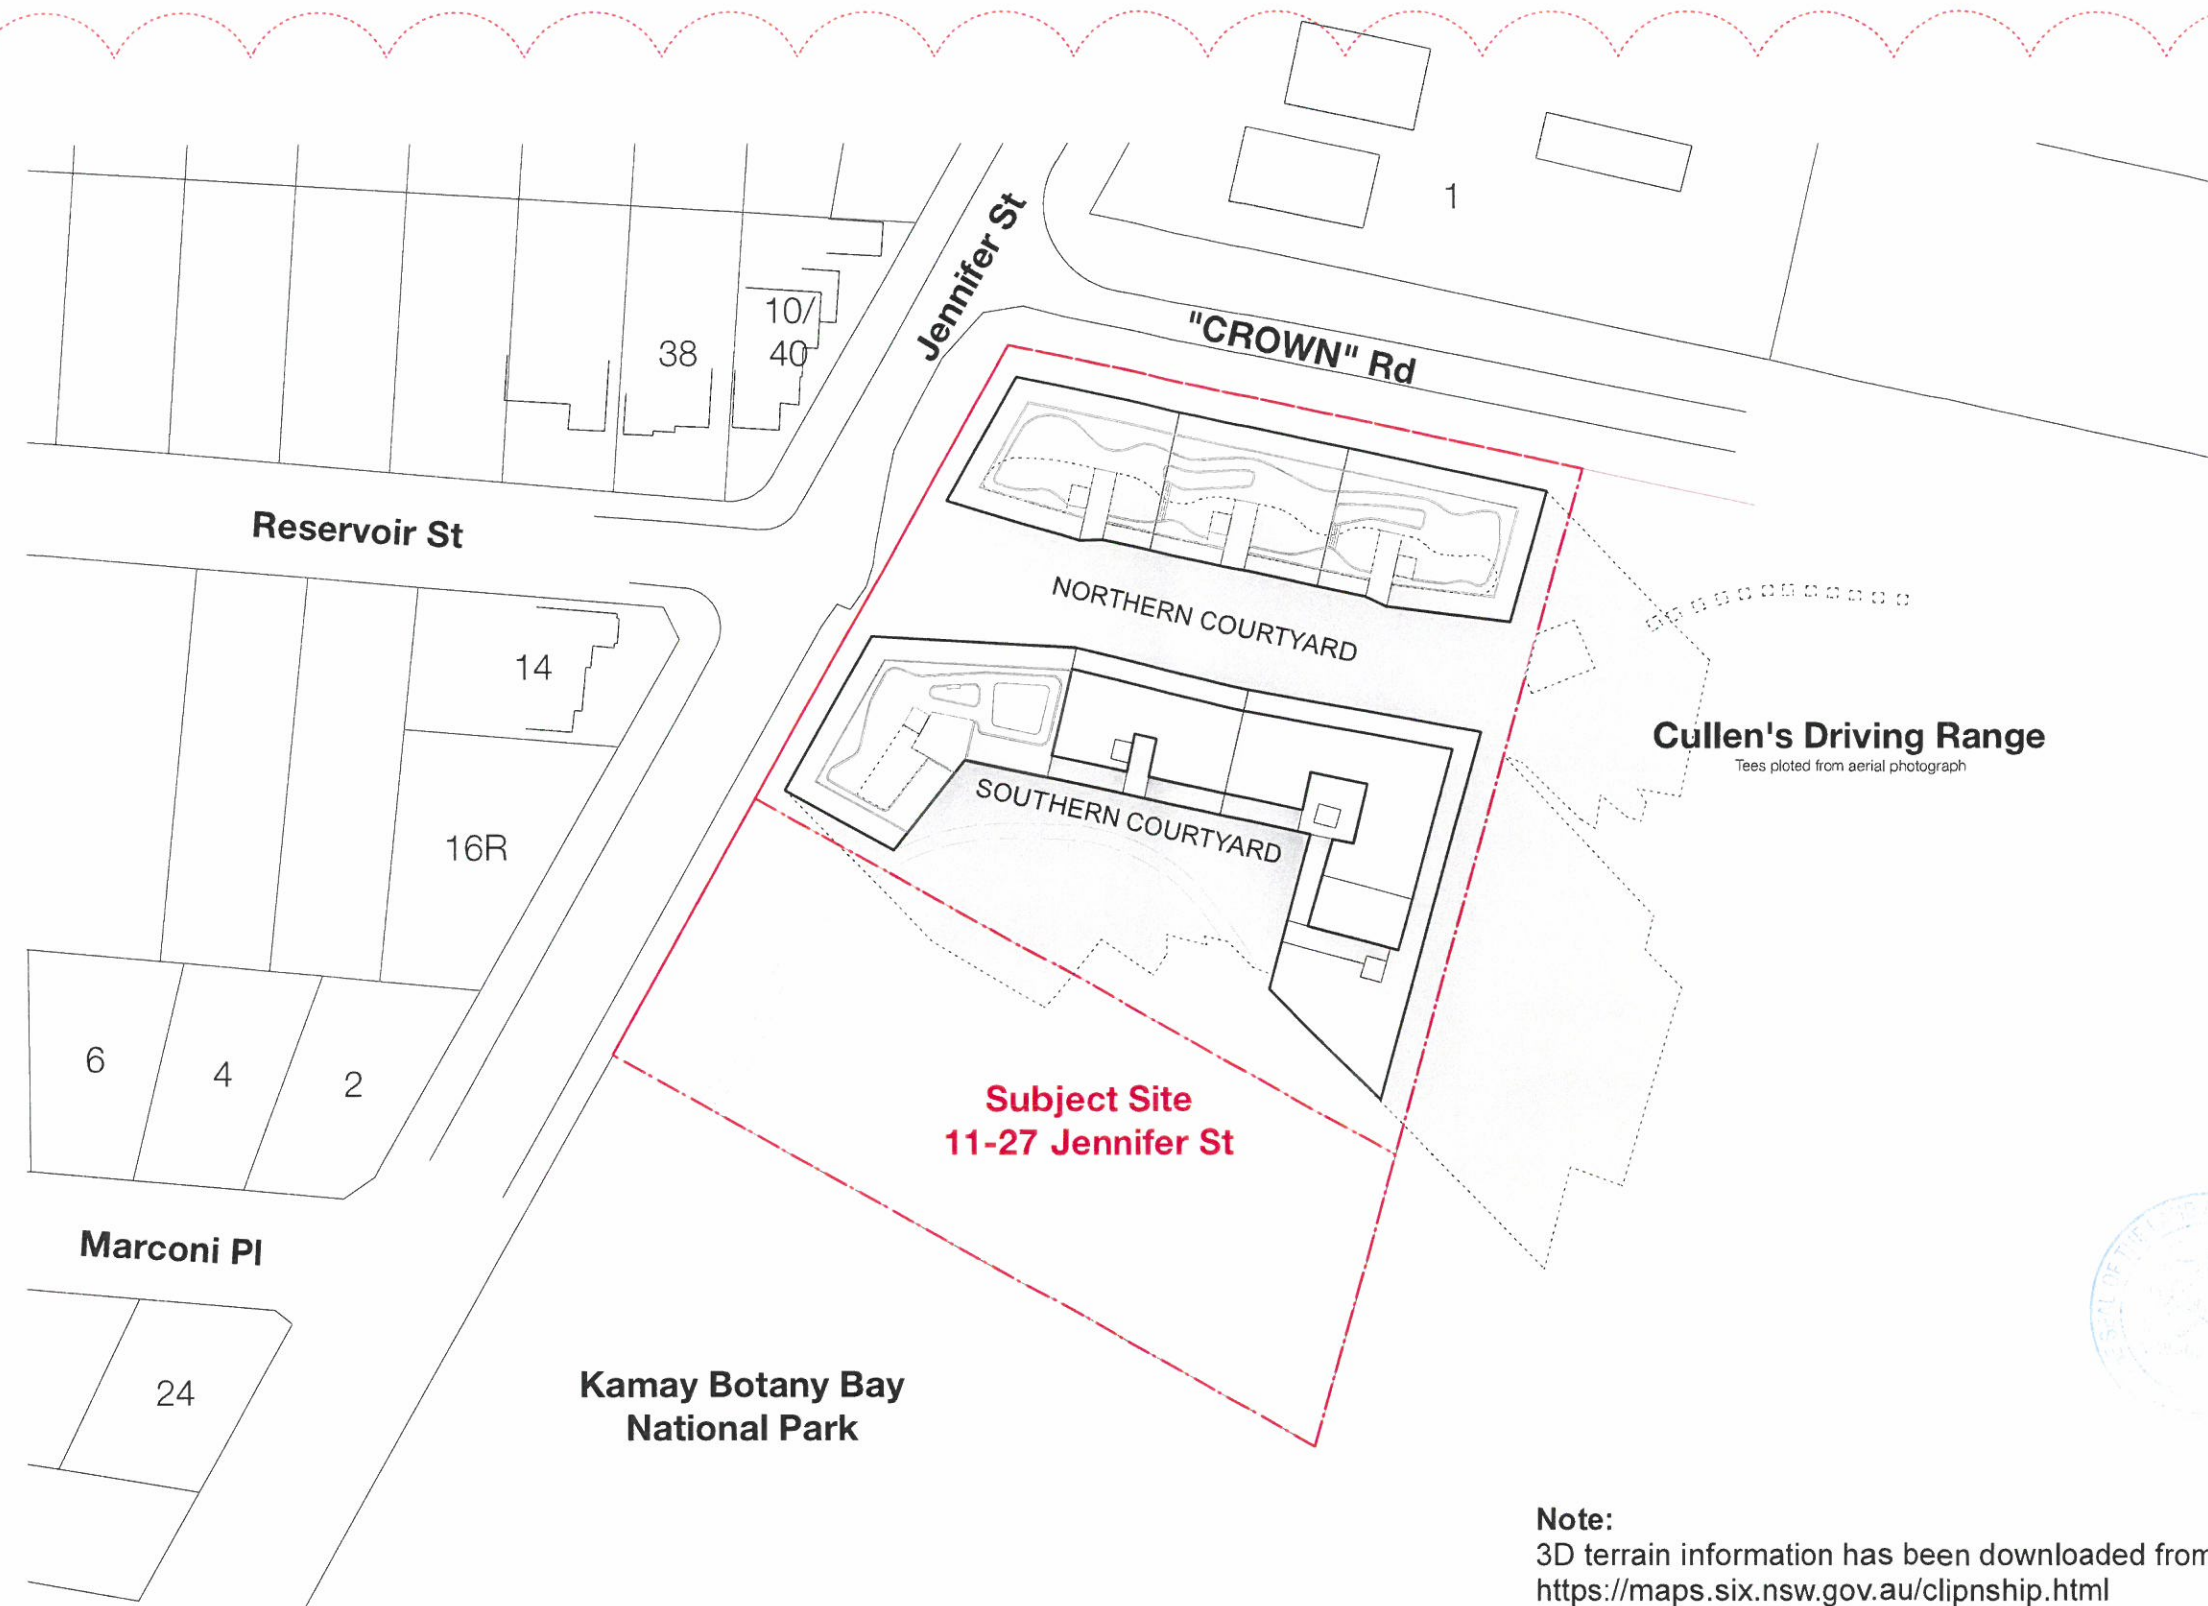 1
Jennifer St
"CROWN" Rd
10/
40
38
Reservoir St
NORTHERN COURTYARD
14
Cullen's Driving Range
Tees ploted from aerial photograph
SOUTHERN COURTYARD
16R
6
4
2
Subject Site
11-27 Jennifer St
Marconi Pl
24
Kamay Botany Bay
National Park
SEAL OF THE
Note:
3D terrain information has been downloaded from
https://maps.six.nsw.gov.au/clipnship.html